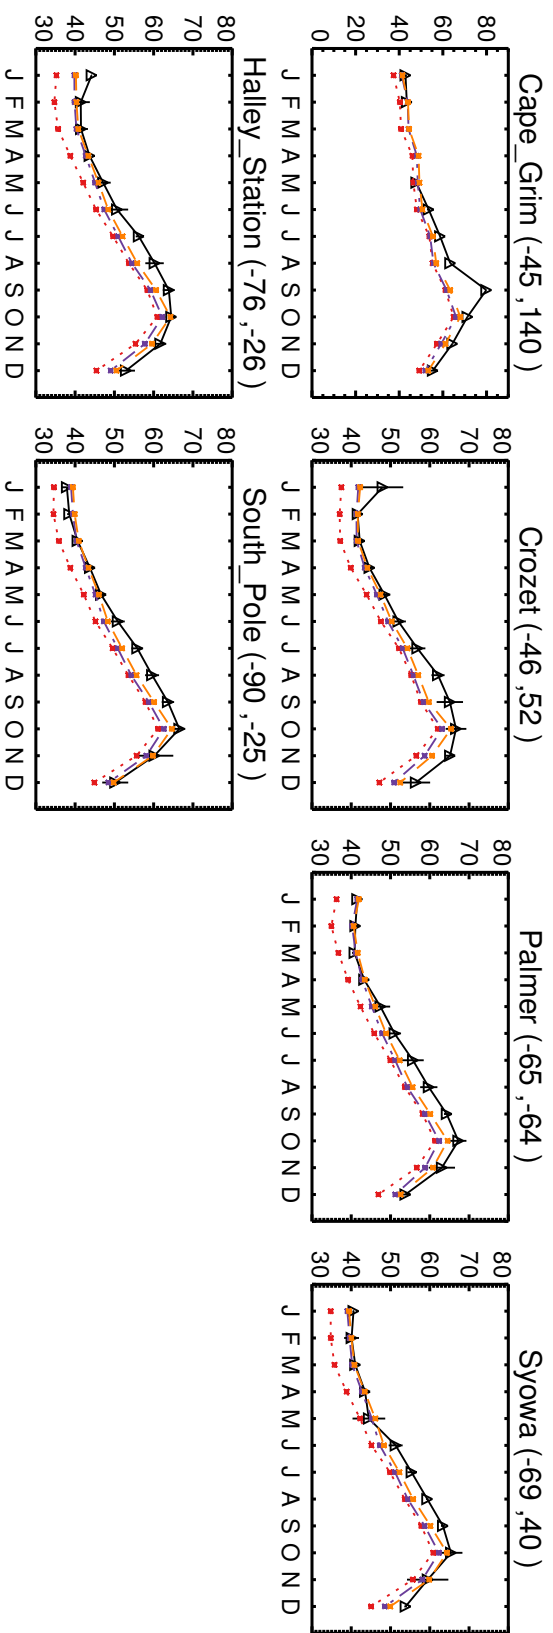 Cape_Grim (-45 ,140 )
80
60
40
20
0
J F M A M J J A S O N D
Crozet (-46 ,52 )
80
70
60
50
40
30
J F M A M J J A S O N D
Palmer (-65 ,-64 )
80
70
60
50
40
30
J F M A M J J A S O N D
Syowa (-69 ,40 )
80
70
60
50
40
30
J F M A M J J A S O N D
Halley_Station (-76 ,-26 )
80
70
60
50
40
30
J F M A M J J A S O N D
South_Pole (-90 ,-25 )
80
70
60
50
40
30
J F M A M J J A S O N D